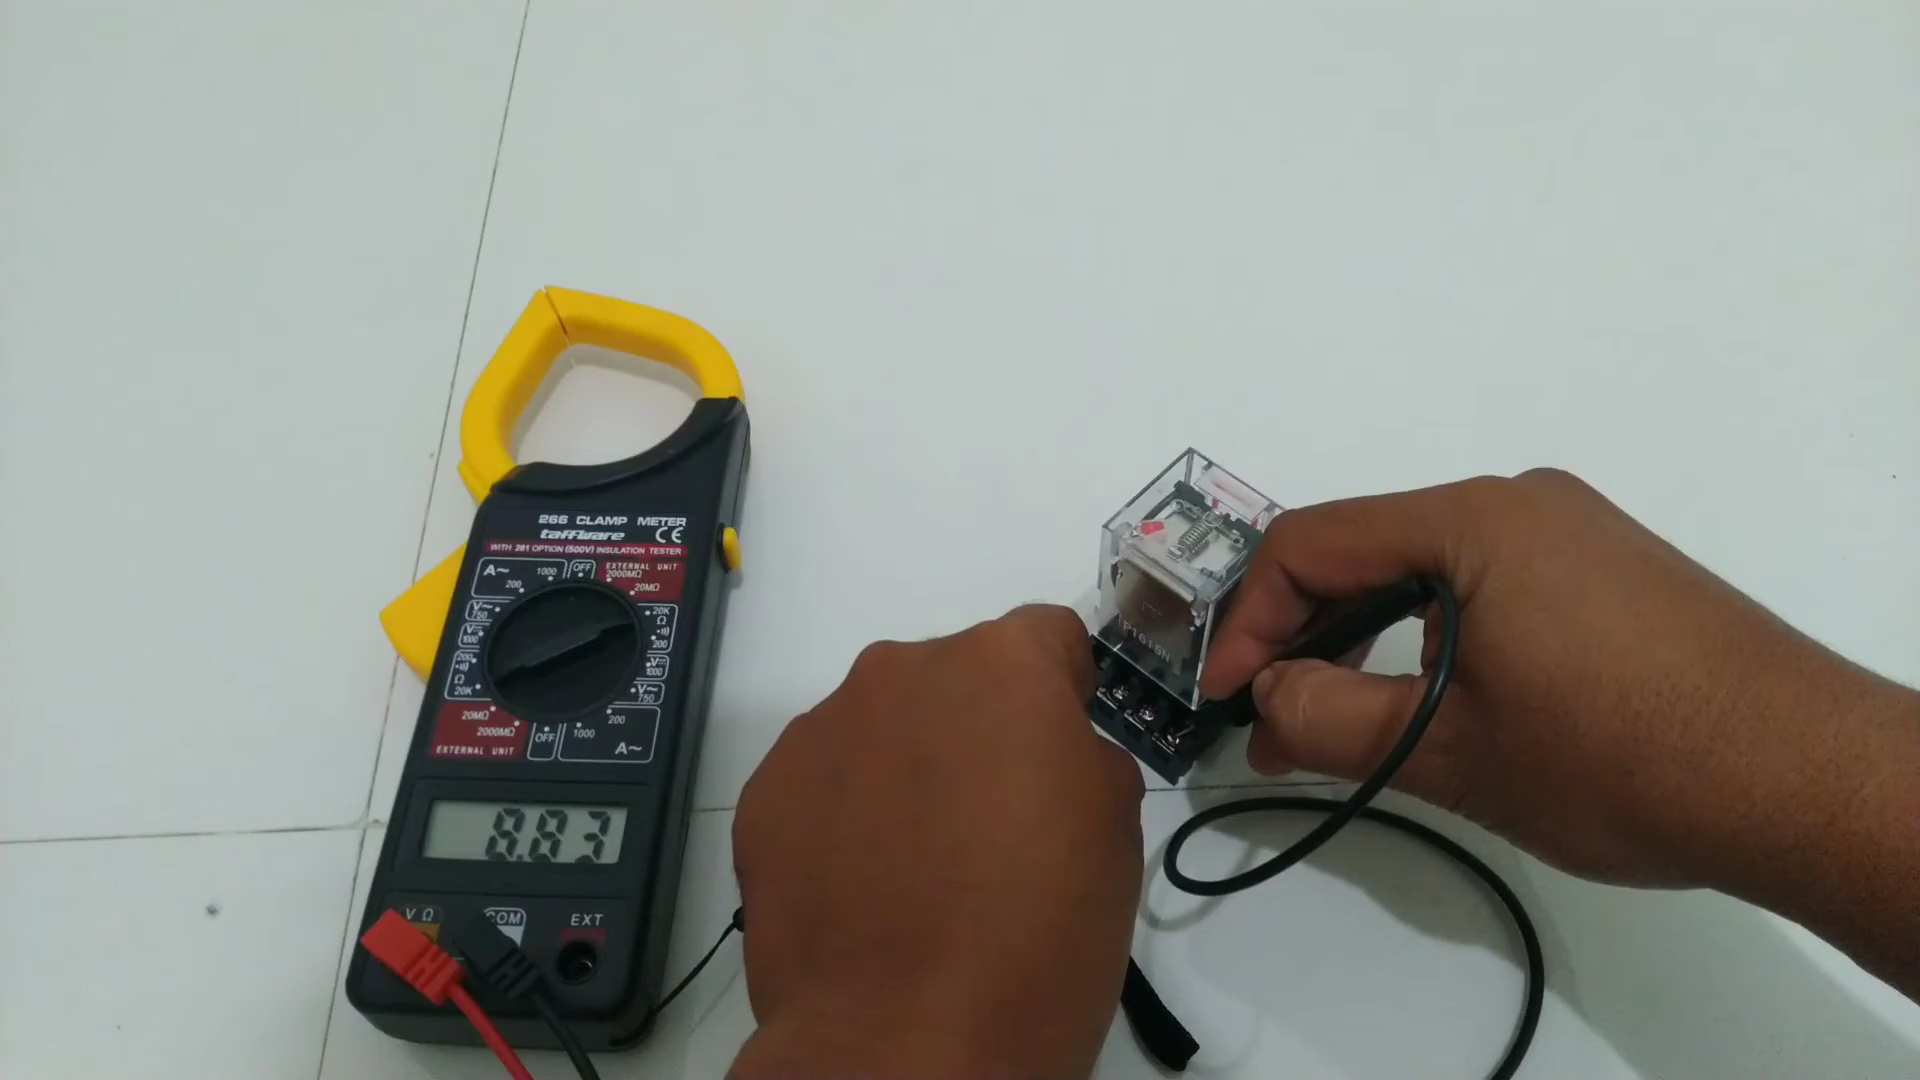 266 CLAMP METER
taffware CE
WITH 261 OPTION (500V) INSULATION TESTER
A~ 1000 OFF EXTERNAL UNIT
200 2000MΩ
20MΩ
V~ 750 20K
Ω
V 1000 200
200 V 1000
Ω V~ 750
20K
20MΩ 200
2000MΩ OFF 1000
EXTERNAL UNIT A~
8.83
VΩ COM EXT